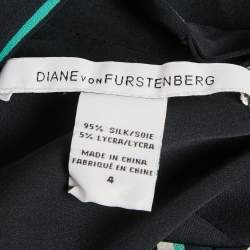 DIANE VON FURSTENBERG
95% SILK/SOIE
5% LYCRA/LYCRA
MADE IN CHINA
FABRIQUÉ EN CHINE
4